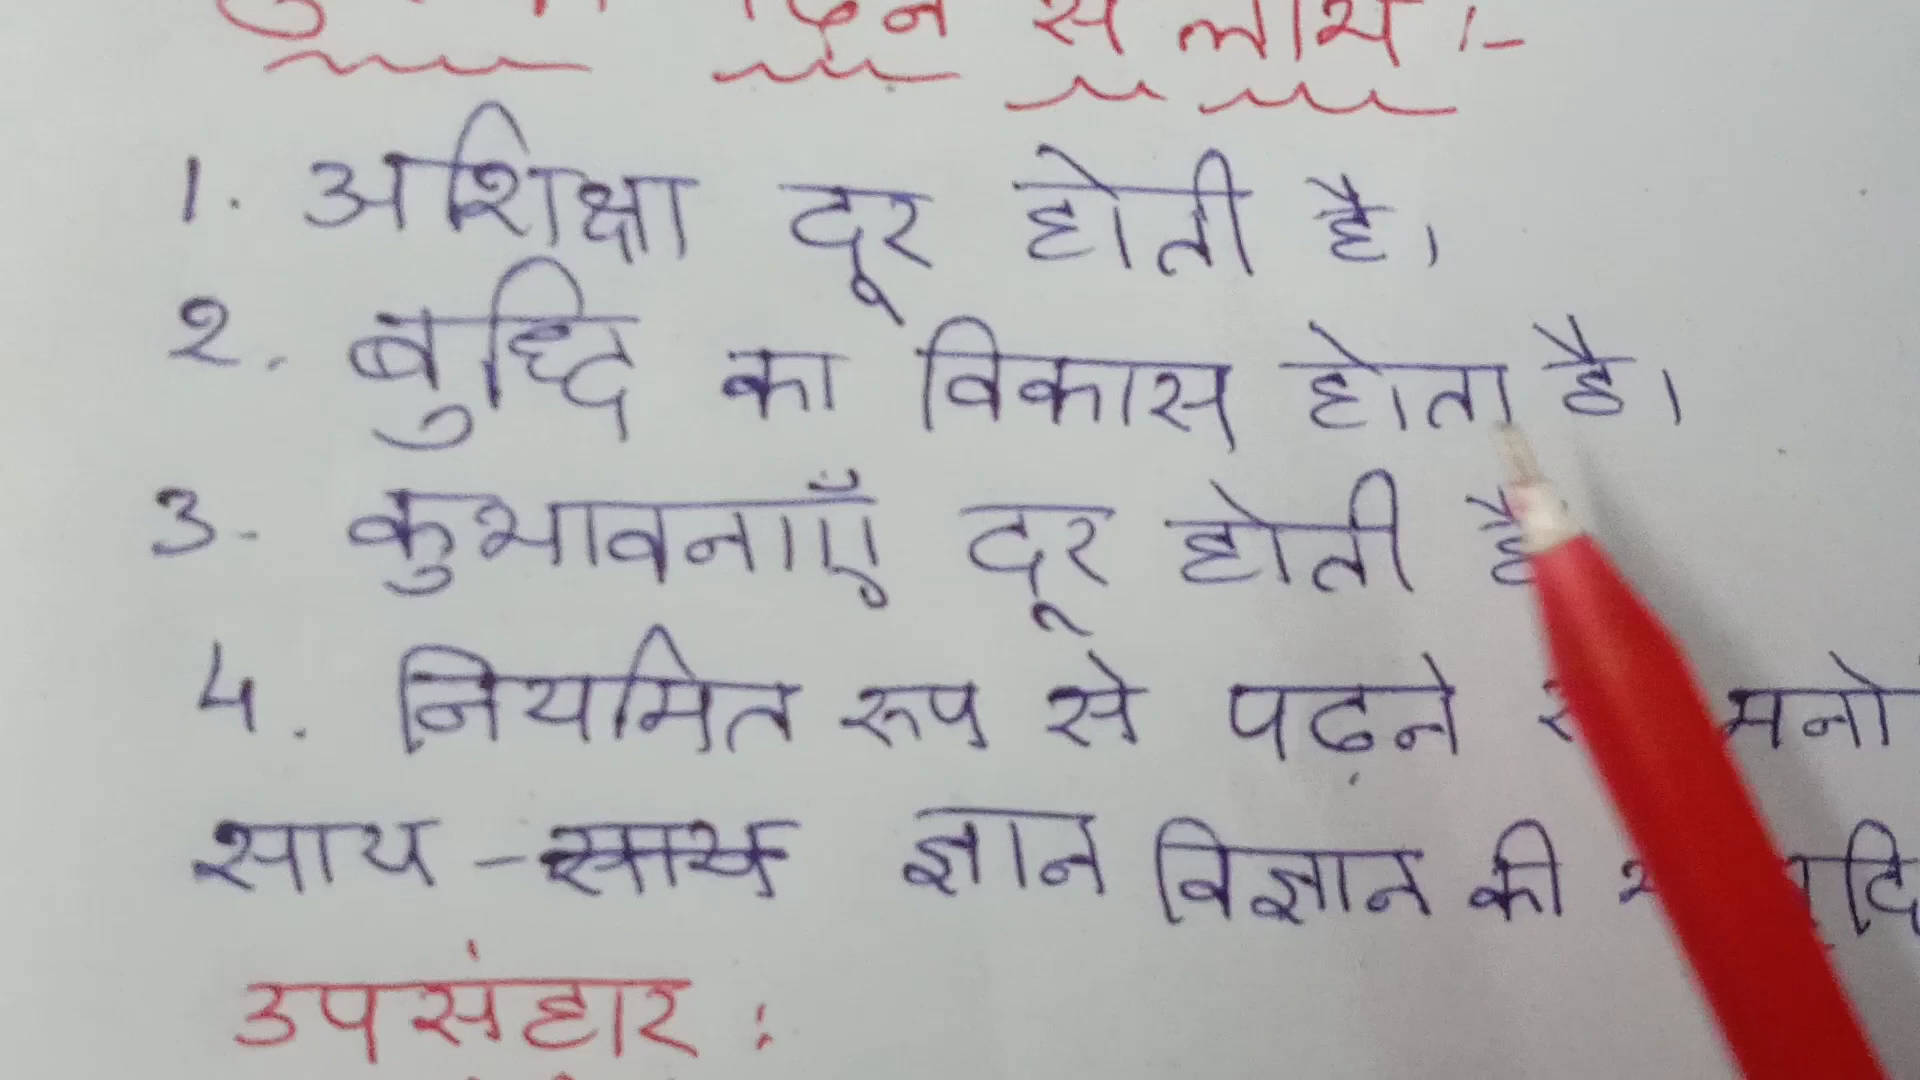 से लाभ :-
1. अशिक्षा दूर होती है।
2. बुध्दि का विकास होता है।
3- कुभावनाएँ दूर होती है
4. नियमित रूप से पढ़ने मनो
साथ - साथ ज्ञान विज्ञान की
उपसंहार :